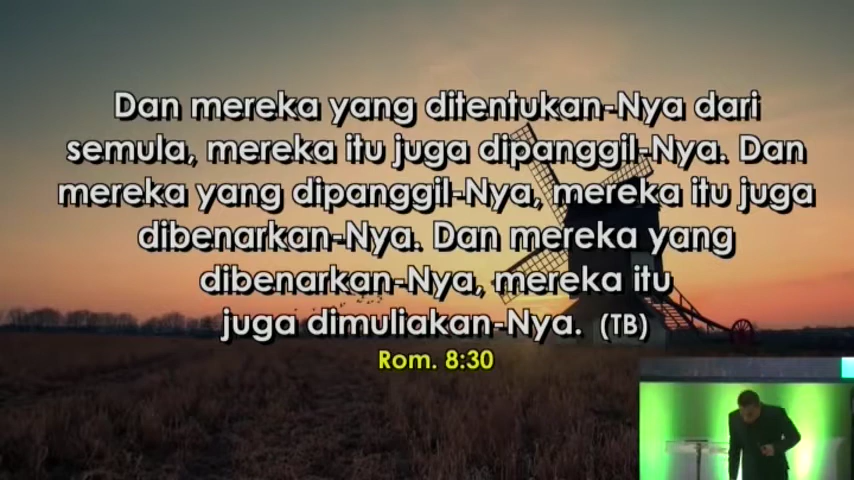 Dan mereka yang ditentukan-Nya dari
semula, mereka itu juga dipanggil-Nya. Dan
mereka yang dipanggil-Nya, mereka itu juga
dibenarkan-Nya. Dan mereka yang
dibenarkan-Nya, mereka itu
juga dimuliakan-Nya. (TB)
Rom. 8:30